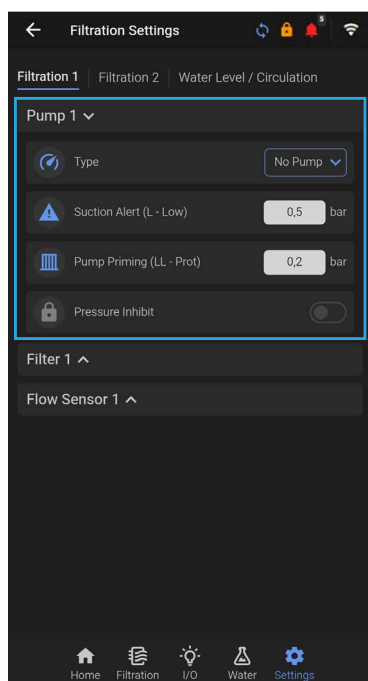 Filtration Settings
5
Filtration 1 Filtration 2 Water Level / Circulation
Pump 1
Type No Pump
Suction Alert (L - Low) 0,5 bar
Pump Priming (LL - Prot) 0,2 bar
Pressure Inhibit
Filter 1
Flow Sensor 1
Home Filtration I/O Water Settings